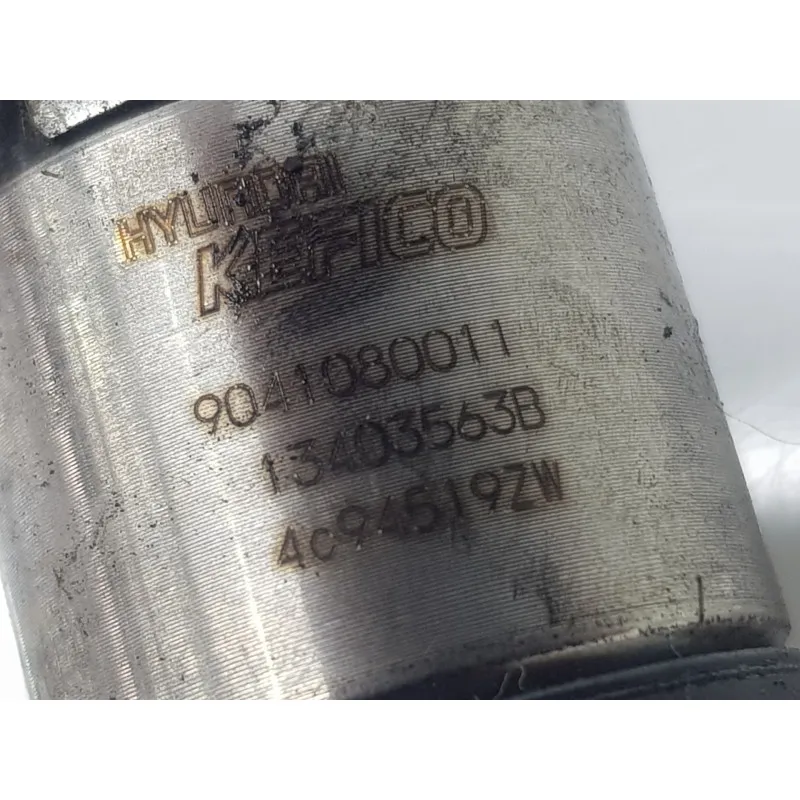 HYUNDAI
KEFICO
9041080011
13403563B
4c94519ZW